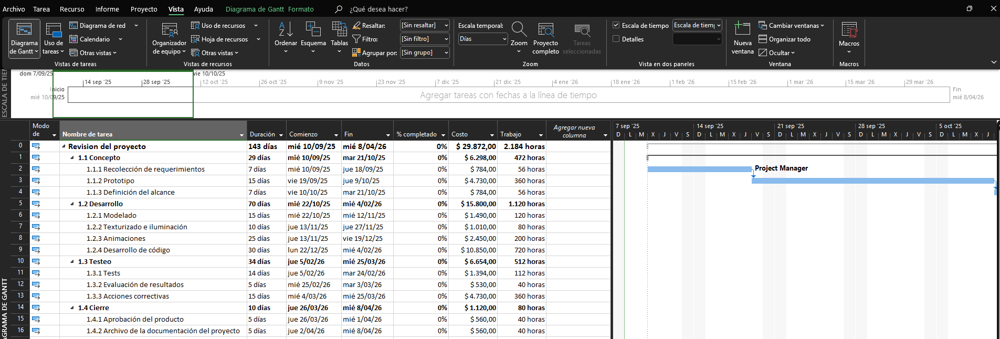 Archivo Tarea Recurso Informe Proyecto Vista Ayuda Diagrama de Gantt Formato ¿Qué desea hacer?
Diagrama de Gantt
Uso de tareas
Diagrama de red
Calendario
Otras vistas
Vistas de tareas
Organizador de equipo
Uso de recursos
Hoja de recursos
Otras vistas
Vistas de recursos
Ordenar
Esquema
Tablas
Resaltar: [Sin resaltar]
Filtro: [Sin filtro]
Agrupar por: [Sin grupo]
Datos
Escala temporal:
Días
Zoom
Proyecto completo
Tareas seleccionadas
Zoom
Escala de tiempo Escala de tiem
Detalles
Vista en dos paneles
Nueva ventana
Cambiar ventanas
Organizar todo
Ocultar
Ventana
Macros
Macros
ESCALA DE TIEM
dom 7/09/25 vie 10/10/25
14 sep '25 28 sep '25 12 oct '25 26 oct '25 9 nov '25 23 nov '25 7 dic '25 21 dic '25 4 ene '26 18 ene '26 1 feb '26 15 feb '26 1 mar '26 15 mar '26 29 mar '26
Inicio
mié 10/09/25
Agregar tareas con fechas a la línea de tiempo
Fin
mié 8/04/26
AGRAMA DE GANTT
Modo de Nombre de tarea Duración Comienzo Fin % completado Costo Trabajo Agregar nueva columna
0 Revision del proyecto 143 días mié 10/09/25 mié 8/04/26 0% $ 29.872,00 2.184 horas
1 1.1 Concepto 29 días mié 10/09/25 mar 21/10/25 0% $ 6.298,00 472 horas
2 1.1.1 Recolección de requerimientos 7 días mié 10/09/25 jue 18/09/25 0% $ 784,00 56 horas
3 1.1.2 Prototipo 15 días vie 19/09/25 jue 9/10/25 0% $ 4.730,00 360 horas
4 1.1.3 Definición del alcance 7 días vie 10/10/25 mar 21/10/25 0% $ 784,00 56 horas
5 1.2 Desarrollo 70 días mié 22/10/25 mié 4/02/26 0% $ 15.800,00 1.120 horas
6 1.2.1 Modelado 15 días mié 22/10/25 mié 12/11/25 0% $ 1.490,00 120 horas
7 1.2.2 Texturizado e iluminación 10 días jue 13/11/25 jue 27/11/25 0% $ 1.010,00 80 horas
8 1.2.3 Animaciones 25 días jue 13/11/25 vie 19/12/25 0% $ 2.450,00 200 horas
9 1.2.4 Desarrollo de código 30 días lun 22/12/25 mié 4/02/26 0% $ 10.850,00 720 horas
10 1.3 Testeo 34 días jue 5/02/26 mié 25/03/26 0% $ 6.654,00 512 horas
11 1.3.1 Tests 14 días jue 5/02/26 mar 24/02/26 0% $ 1.394,00 112 horas
12 1.3.2 Evaluación de resultados 5 días mié 25/02/26 mar 3/03/26 0% $ 530,00 40 horas
13 1.3.3 Acciones correctivas 15 días mié 4/03/26 mié 25/03/26 0% $ 4.730,00 360 horas
14 1.4 Cierre 10 días jue 26/03/26 mié 8/04/26 0% $ 1.120,00 80 horas
15 1.4.1 Aprobación del producto 5 días jue 26/03/26 mié 1/04/26 0% $ 560,00 40 horas
16 1.4.2 Archivo de la documentación del proyecto 5 días jue 2/04/26 mié 8/04/26 0% $ 560,00 40 horas
7 sep '25 14 sep '25 21 sep '25 28 sep '25 5 oct '25
D L M X J V S D L M X J V S D L M X J V S D L M X J V S D L M X J
Project Manager